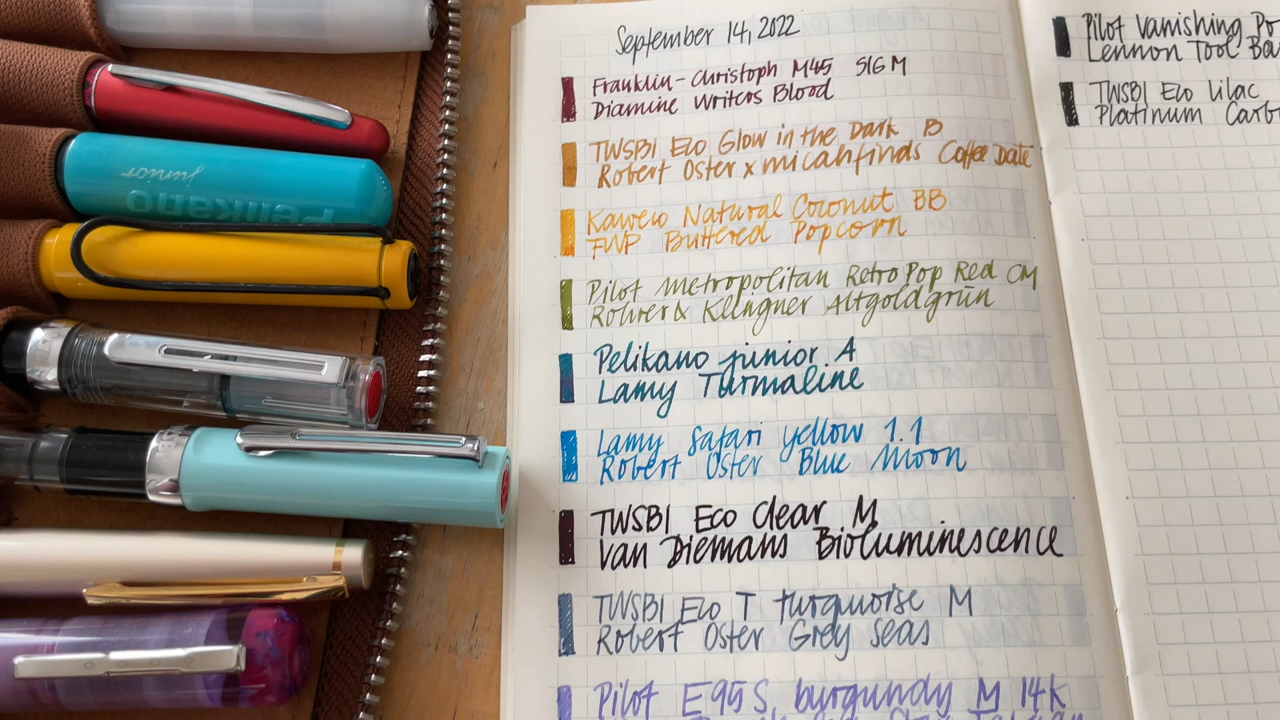 September 14, 2022
Franklin-Christoph M45 SIG M
Diamine Writers Blood
TWSBI Eco Glow in the Dark B
Robert Oster x micahfinds Coffee Date
Kaweco Natural Coconut BB
FWP Buttered Popcorn
Pilot Metropolitan Retro Pop Red CM
Rohrer & Klingner Altgoldgrün
Pelikano junior A
Lamy Turmaline
Lamy Safari yellow 1.1
Robert Oster Blue Moon
TWSBI Eco Clear M
Van Diemans Bioluminescence
TWSBI Eco T turquoise M
Robert Oster Grey Seas
Pilot E95S burgundy M 14K
Pilot Vanishing Po
Lennon Tool Ba
TWSBI Eco Lilac
Platinum Carb
junior
Pelikano